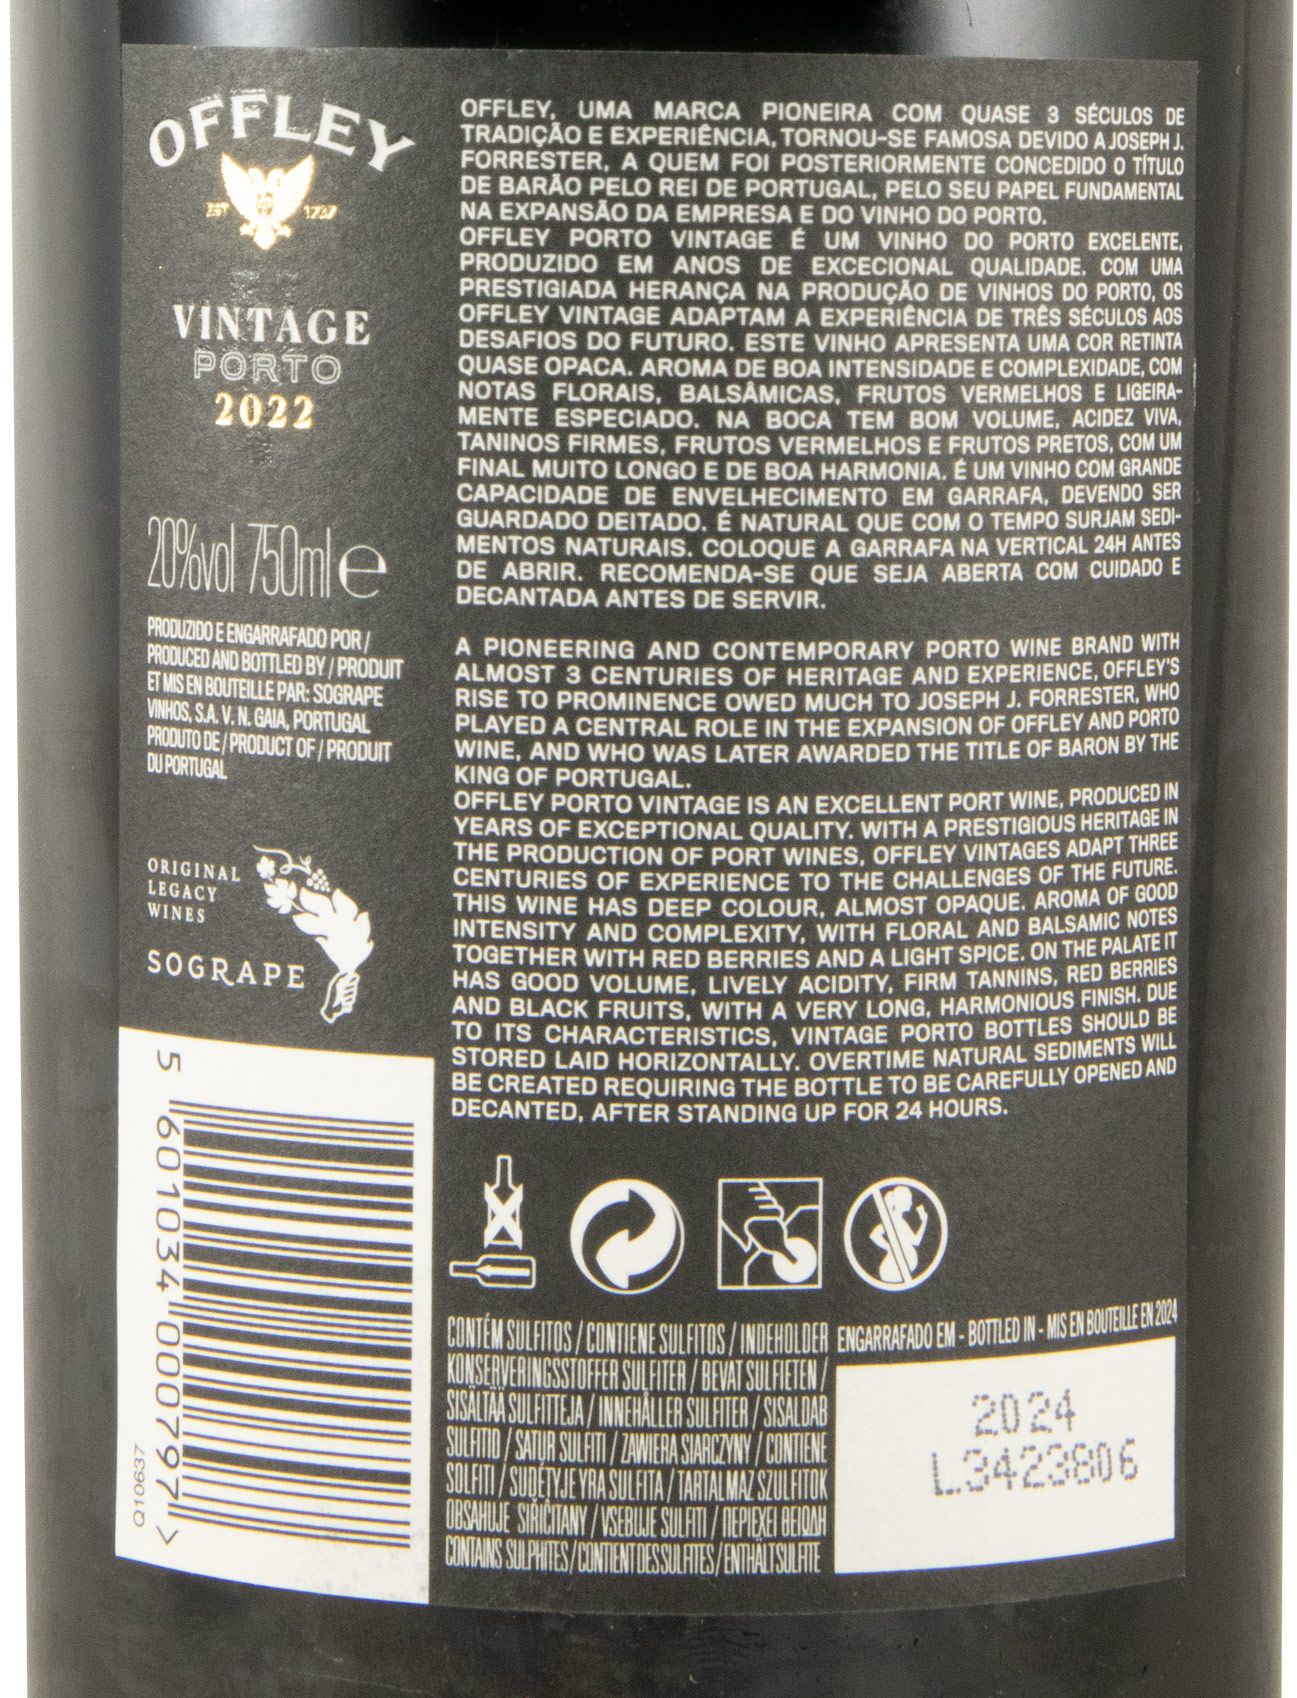 OFFLEY
EST 1737
VINTAGE
PORTO
2022
20%vol 750ml e
PRODUZIDO E ENGARRAFADO POR /
PRODUCED AND BOTTLED BY / PRODUIT
ET MIS EN BOUTEILLE PAR: SOGRAPE
VINHOS, S.A. V. N. GAIA, PORTUGAL
PRODUTO DE / PRODUCT OF / PRODUIT
DU PORTUGAL
ORIGINAL
LEGACY
WINES
SOGRAPE
5 601034 000797 >
Q10637
OFFLEY, UMA MARCA PIONEIRA COM QUASE 3 SÉCULOS DE
TRADIÇÃO E EXPERIÊNCIA, TORNOU-SE FAMOSA DEVIDO A JOSEPH J.
FORRESTER, A QUEM FOI POSTERIORMENTE CONCEDIDO O TÍTULO
DE BARÃO PELO REI DE PORTUGAL, PELO SEU PAPEL FUNDAMENTAL
NA EXPANSÃO DA EMPRESA E DO VINHO DO PORTO.
OFFLEY PORTO VINTAGE É UM VINHO DO PORTO EXCELENTE,
PRODUZIDO EM ANOS DE EXCECIONAL QUALIDADE. COM UMA
PRESTIGIADA HERANÇA NA PRODUÇÃO DE VINHOS DO PORTO, OS
OFFLEY VINTAGE ADAPTAM A EXPERIÊNCIA DE TRÊS SÉCULOS AOS
DESAFIOS DO FUTURO. ESTE VINHO APRESENTA UMA COR RETINTA
QUASE OPACA. AROMA DE BOA INTENSIDADE E COMPLEXIDADE, COM
NOTAS FLORAIS, BALSÂMICAS, FRUTOS VERMELHOS E LIGEIRA-
MENTE ESPECIADO. NA BOCA TEM BOM VOLUME, ACIDEZ VIVA,
TANINOS FIRMES, FRUTOS VERMELHOS E FRUTOS PRETOS, COM UM
FINAL MUITO LONGO E DE BOA HARMONIA. É UM VINHO COM GRANDE
CAPACIDADE DE ENVELHECIMENTO EM GARRAFA, DEVENDO SER
GUARDADO DEITADO. É NATURAL QUE COM O TEMPO SURJAM SEDI-
MENTOS NATURAIS. COLOQUE A GARRAFA NA VERTICAL 24H ANTES
DE ABRIR. RECOMENDA-SE QUE SEJA ABERTA COM CUIDADO E
DECANTADA ANTES DE SERVIR.
A PIONEERING AND CONTEMPORARY PORTO WINE BRAND WITH
ALMOST 3 CENTURIES OF HERITAGE AND EXPERIENCE, OFFLEY'S
RISE TO PROMINENCE OWED MUCH TO JOSEPH J. FORRESTER, WHO
PLAYED A CENTRAL ROLE IN THE EXPANSION OF OFFLEY AND PORTO
WINE, AND WHO WAS LATER AWARDED THE TITLE OF BARON BY THE
KING OF PORTUGAL.
OFFLEY PORTO VINTAGE IS AN EXCELLENT PORT WINE, PRODUCED IN
YEARS OF EXCEPTIONAL QUALITY. WITH A PRESTIGIOUS HERITAGE IN
THE PRODUCTION OF PORT WINES, OFFLEY VINTAGES ADAPT THREE
CENTURIES OF EXPERIENCE TO THE CHALLENGES OF THE FUTURE.
THIS WINE HAS DEEP COLOUR, ALMOST OPAQUE. AROMA OF GOOD
INTENSITY AND COMPLEXITY, WITH FLORAL AND BALSAMIC NOTES
TOGETHER WITH RED BERRIES AND A LIGHT SPICE. ON THE PALATE IT
HAS GOOD VOLUME, LIVELY ACIDITY, FIRM TANNINS, RED BERRIES
AND BLACK FRUITS, WITH A VERY LONG, HARMONIOUS FINISH. DUE
TO ITS CHARACTERISTICS, VINTAGE PORTO BOTTLES SHOULD BE
STORED LAID HORIZONTALLY. OVERTIME NATURAL SEDIMENTS WILL
BE CREATED REQUIRING THE BOTTLE TO BE CAREFULLY OPENED AND
DECANTED, AFTER STANDING UP FOR 24 HOURS.
CONTÉM SULFITOS / CONTIENE SULFITOS / INDEHOLDER
KONSERVERINGSSTOFFER SULFITER / BEVAT SULFIETEN /
SISÄLTÄÄ SULFITTEJA / INNEHÅLLER SULFITER / SISALDAB
SULFITID / SATUR SULFITI / ZAWIERA SIARCZYNY / CONTIENE
SOLFITI / SUDĖTYJE YRA SULFITA / TARTALMAZ SZULFITOK
OBSAHUJE SIŘIČITANY / VSEBUJE SULFITI / ΠΕΡΙΕΧΕΙ ΘΕΙΩΔΗ
CONTAINS SULPHITES / CONTIENT DES SULFITES / ENTHÄLT SULFITE
ENGARRAFADO EM - BOTTLED IN - MIS EN BOUTEILLE EN 2024
2024
L3423806